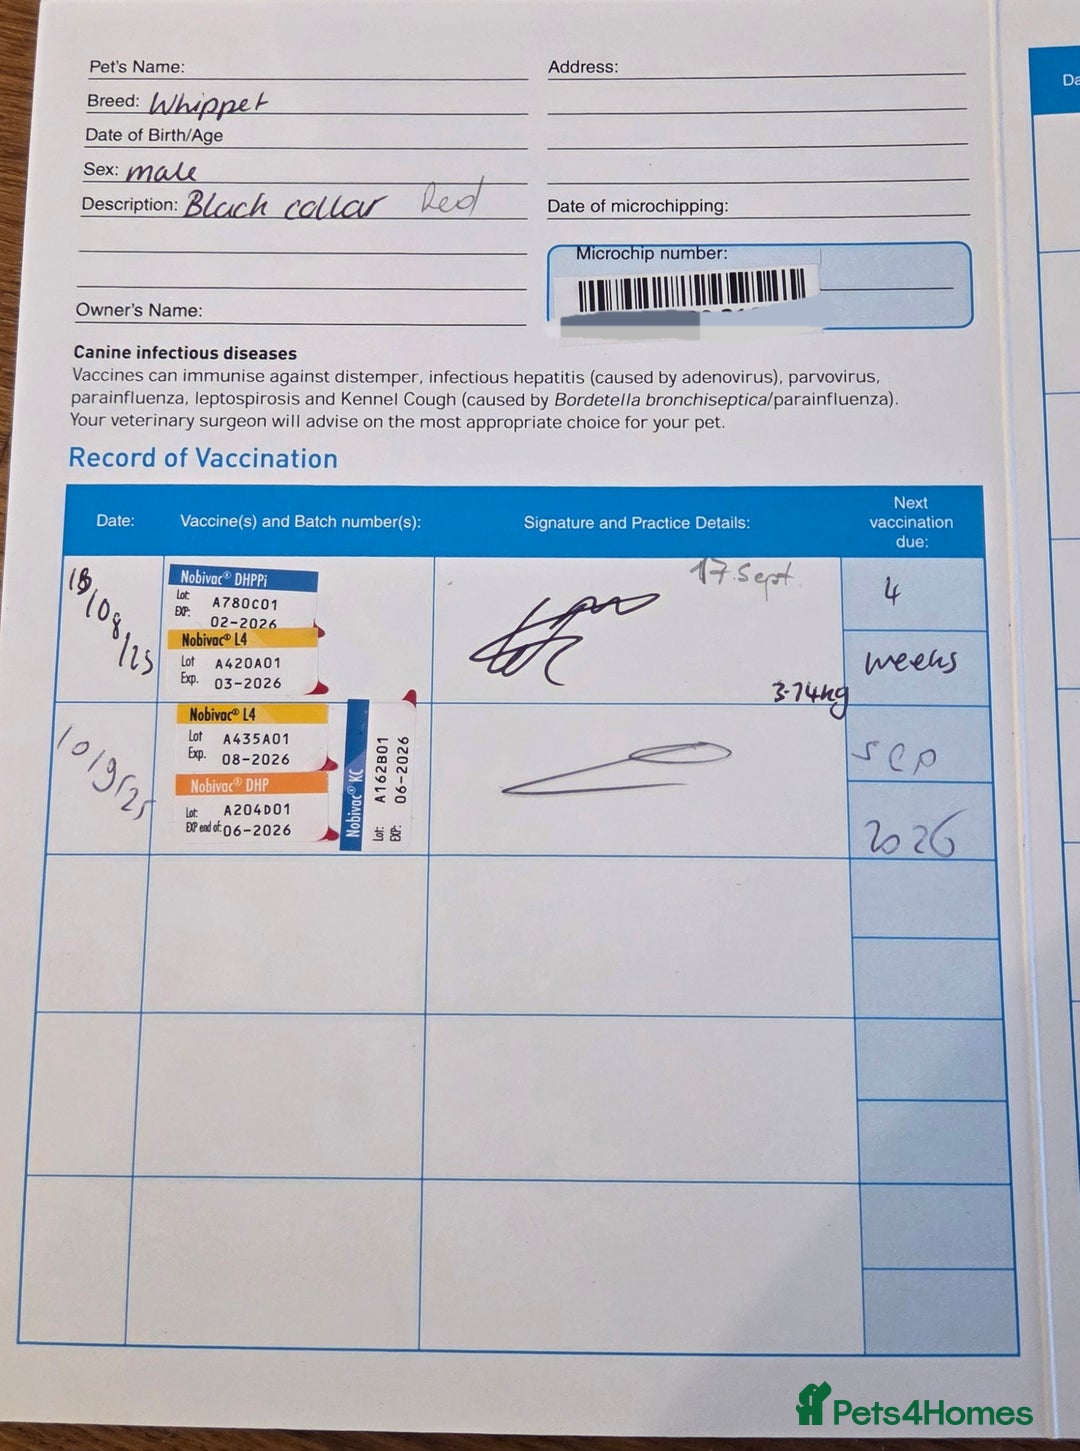 Pet's Name:
Breed: Whippet
Date of Birth/Age
Sex: male
Description: Black collar Red
Owner's Name:
Address:
Date of microchipping:
Microchip number:
Canine infectious diseases
Vaccines can immunise against distemper, infectious hepatitis (caused by adenovirus), parvovirus,
parainfluenza, leptospirosis and Kennel Cough (caused by Bordetella bronchiseptica/parainfluenza).
Your veterinary surgeon will advise on the most appropriate choice for your pet.
Record of Vaccination
Date:
Vaccine(s) and Batch number(s):
Signature and Practice Details:
Next
vaccination
due:
/08/25
Nobivac® DHPPi
Lot: A780C01
EXP: 02-2026
Nobivac® L4
Lot A420A01
Exp. 03-2026
17.Sept.
3.74kg
4
weeks
10/9/25
Nobivac® L4
Lot A435A01
Exp. 08-2026
Nobivac® DHP
Lot: A204D01
EXP end of: 06-2026
Nobivac® KC
Lot: A162B01
EXP: 06-2026
Sep
2026
Da
Pets4Homes